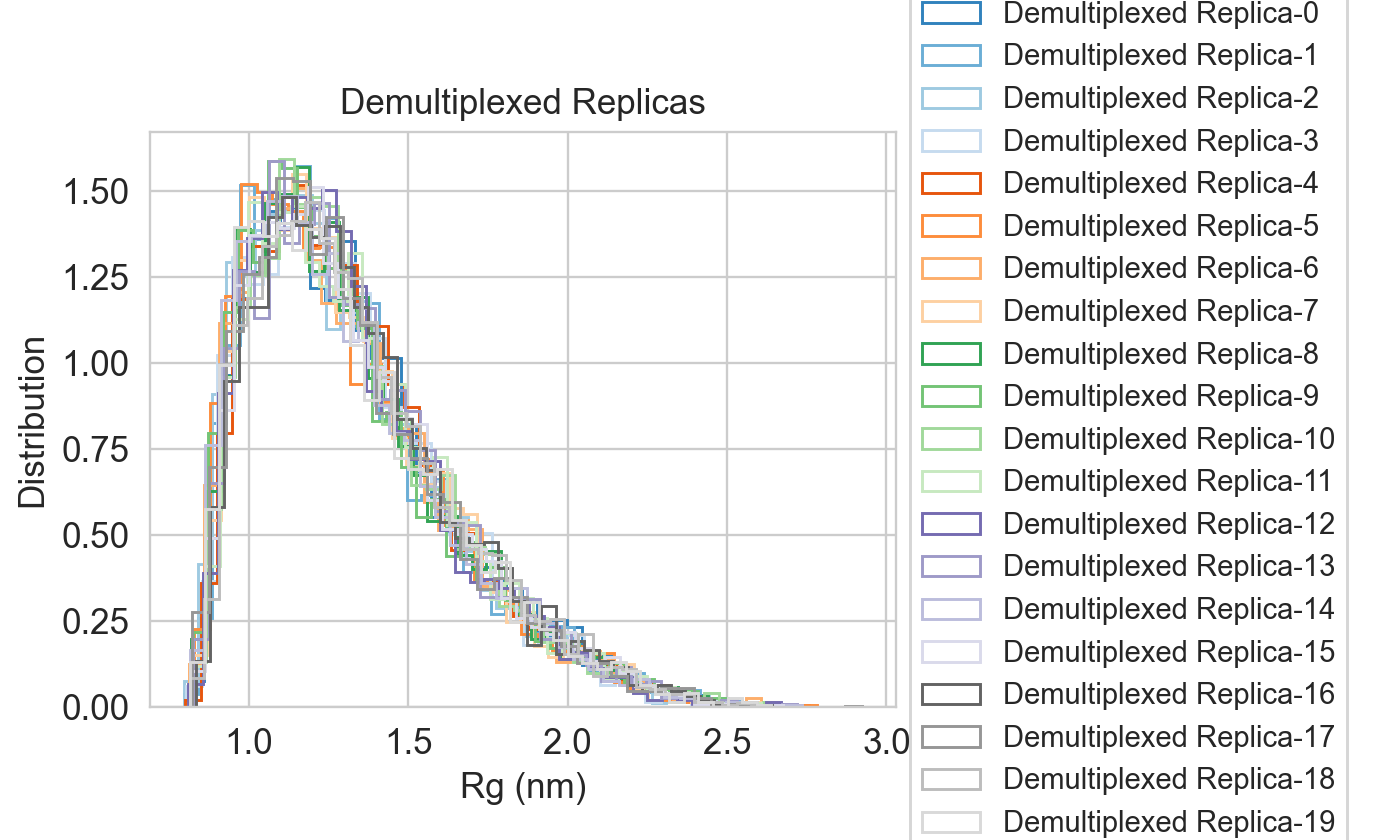 Demultiplexed Replicas
Distribution
1.50
1.25
1.00
0.75
0.50
0.25
0.00
1.0 1.5 2.0 2.5 3.0
Rg (nm)
Demultiplexed Replica-0
Demultiplexed Replica-1
Demultiplexed Replica-2
Demultiplexed Replica-3
Demultiplexed Replica-4
Demultiplexed Replica-5
Demultiplexed Replica-6
Demultiplexed Replica-7
Demultiplexed Replica-8
Demultiplexed Replica-9
Demultiplexed Replica-10
Demultiplexed Replica-11
Demultiplexed Replica-12
Demultiplexed Replica-13
Demultiplexed Replica-14
Demultiplexed Replica-15
Demultiplexed Replica-16
Demultiplexed Replica-17
Demultiplexed Replica-18
Demultiplexed Replica-19